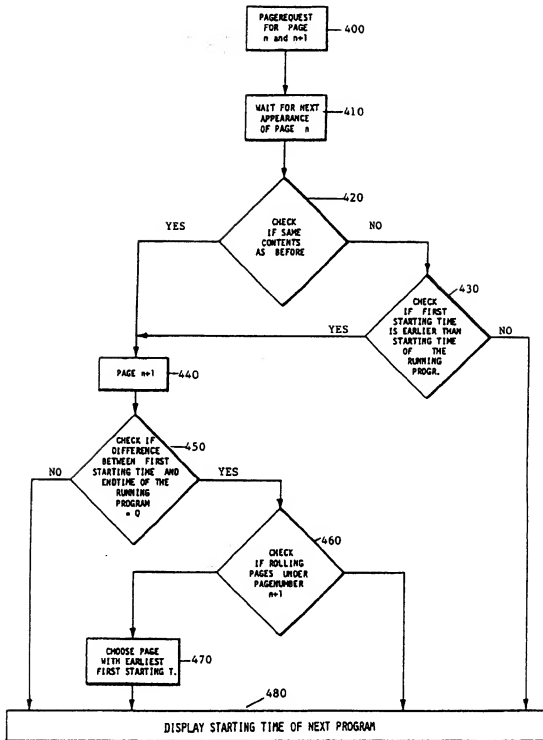 PAGEREQUEST
FOR PAGE
n and n+1
400
WAIT FOR NEXT
APPEARANCE
OF PAGE n
410
420
CHECK
IF SAME
CONTENTS
AS BEFORE
YES
NO
430
CHECK
IF FIRST
STARTING TIME
IS EARLIER THAN
STARTING TIME
OF THE
RUNNING
PROGR.
YES
NO
PAGE n+1
440
450
CHECK IF
DIFFERENCE
BETWEEN FIRST
STARTING TIME AND
ENDTIME OF THE
RUNNING
PROGRAM
= 0
NO
YES
460
CHECK
IF ROLLING
PAGES UNDER
PAGENUMBER
n+1
CHOOSE PAGE
WITH EARLIEST
FIRST STARTING T.
470
480
DISPLAY STARTING TIME OF NEXT PROGRAM